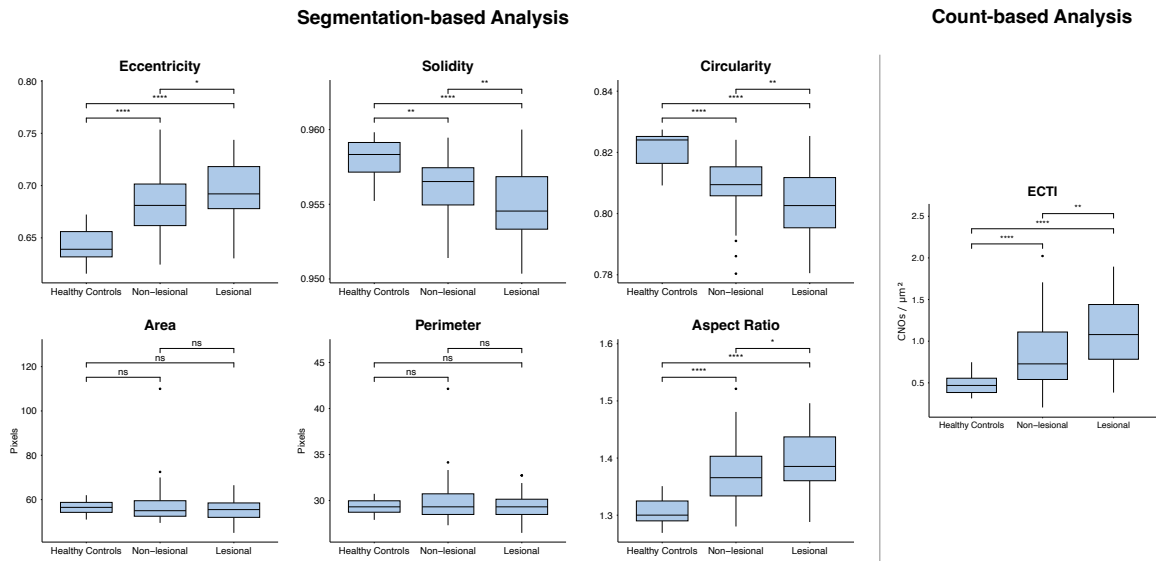 Segmentation-based Analysis
Count-based Analysis
Eccentricity
0.80
0.75
0.70
0.65
*
****
****
Healthy Controls
Non−lesional
Lesional
Solidity
0.960
0.955
0.950
**
****
**
Healthy Controls
Non−lesional
Lesional
Circularity
0.84
0.82
0.80
0.78
**
****
****
Healthy Controls
Non−lesional
Lesional
Area
Pixels
120
100
80
60
ns
ns
ns
Healthy Controls
Non−lesional
Lesional
Perimeter
Pixels
45
40
35
30
ns
ns
ns
Healthy Controls
Non−lesional
Lesional
Aspect Ratio
1.6
1.5
1.4
1.3
*
****
****
Healthy Controls
Non−lesional
Lesional
ECTI
CNOs / µm²
2.5
2.0
1.5
1.0
0.5
**
****
****
Healthy Controls
Non−lesional
Lesional